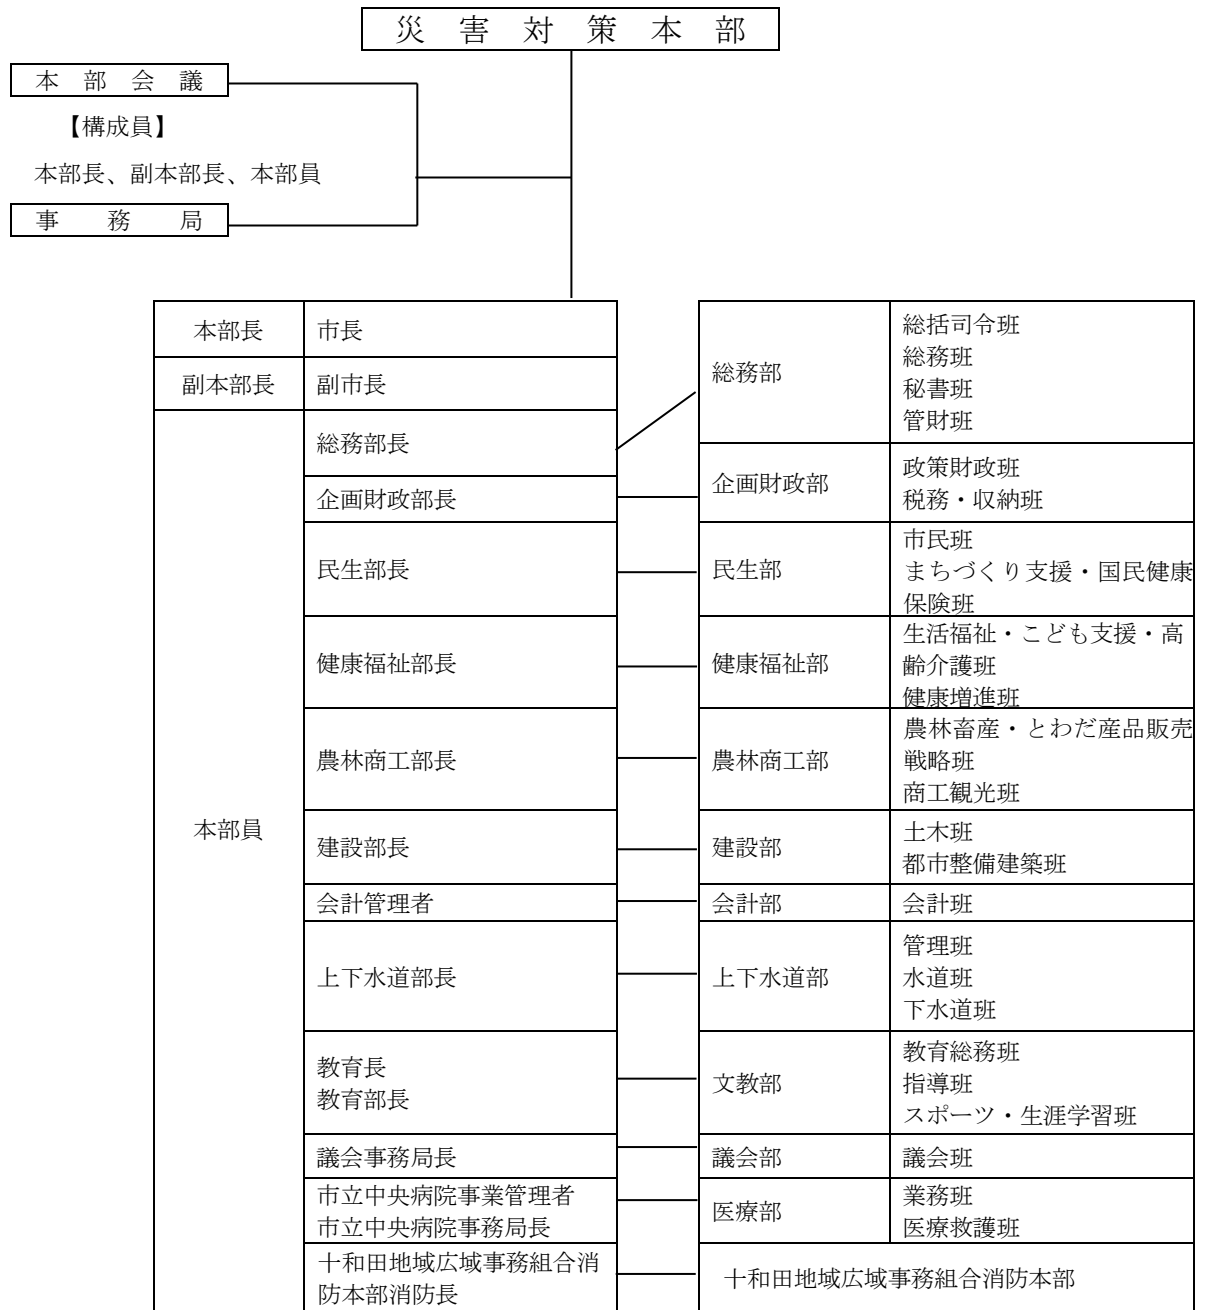 災害対策本部
本部会議
【構成員】
本部長、副本部長、本部員
事務局
本部長
市長
副本部長
副市長
本部員
総務部長
企画財政部長
民生部長
健康福祉部長
農林商工部長
建設部長
会計管理者
上下水道部長
教育長
教育部長
議会事務局長
市立中央病院事業管理者
市立中央病院事務局長
十和田地域広域事務組合消
防本部消防長
総務部
総括司令班
総務班
秘書班
管財班
企画財政部
政策財政班
税務・収納班
民生部
市民班
まちづくり支援・国民健康
保険班
健康福祉部
生活福祉・こども支援・高
齢介護班
健康増進班
農林商工部
農林畜産・とわだ産品販売
戦略班
商工観光班
建設部
土木班
都市整備建築班
会計部
会計班
上下水道部
管理班
水道班
下水道班
文教部
教育総務班
指導班
スポーツ・生涯学習班
議会部
議会班
医療部
業務班
医療救護班
十和田地域広域事務組合消防本部